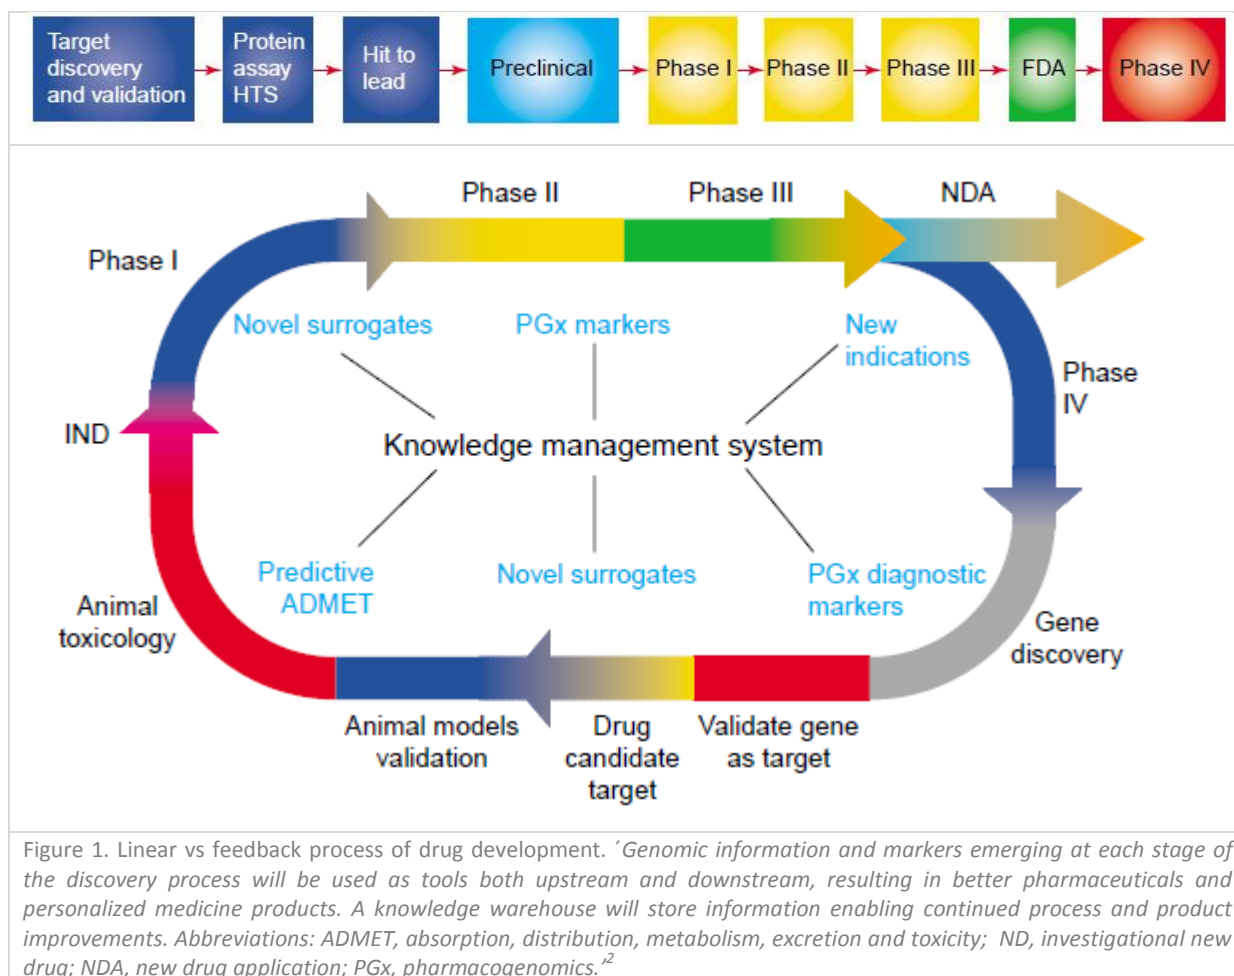 Target
discovery
and validation
Protein
assay
HTS
Hit to
lead
Preclinical
Phase I
Phase II
Phase III
FDA
Phase IV
Phase II
Phase III
NDA
Phase I
Novel surrogates
PGx markers
New
indications
Phase
IV
IND
Knowledge management system
Predictive
ADMET
Novel surrogates
PGx diagnostic
markers
Animal
toxicology
Gene
discovery
Animal models
validation
Drug
candidate
target
Validate gene
as target
Figure 1. Linear vs feedback process of drug development. ´Genomic information and markers emerging at each stage of
the discovery process will be used as tools both upstream and downstream, resulting in better pharmaceuticals and
personalized medicine products. A knowledge warehouse will store information enabling continued process and product
improvements. Abbreviations: ADMET, absorption, distribution, metabolism, excretion and toxicity; ND, investigational new
drug; NDA, new drug application; PGx, pharmacogenomics.’²